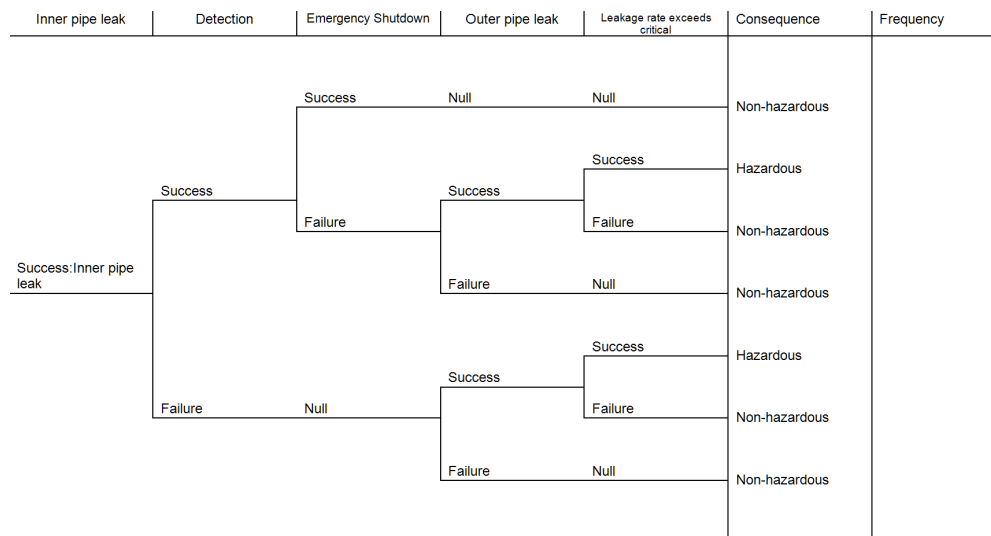 Inner pipe leak
Detection
Emergency Shutdown
Outer pipe leak
Leakage rate exceeds
critical
Consequence
Frequency
Success
Null
Null
Non-hazardous
Success
Hazardous
Success
Success
Failure
Failure
Non-hazardous
Success:Inner pipe
leak
Failure
Null
Non-hazardous
Success
Hazardous
Success
Failure
Null
Failure
Non-hazardous
Failure
Null
Non-hazardous